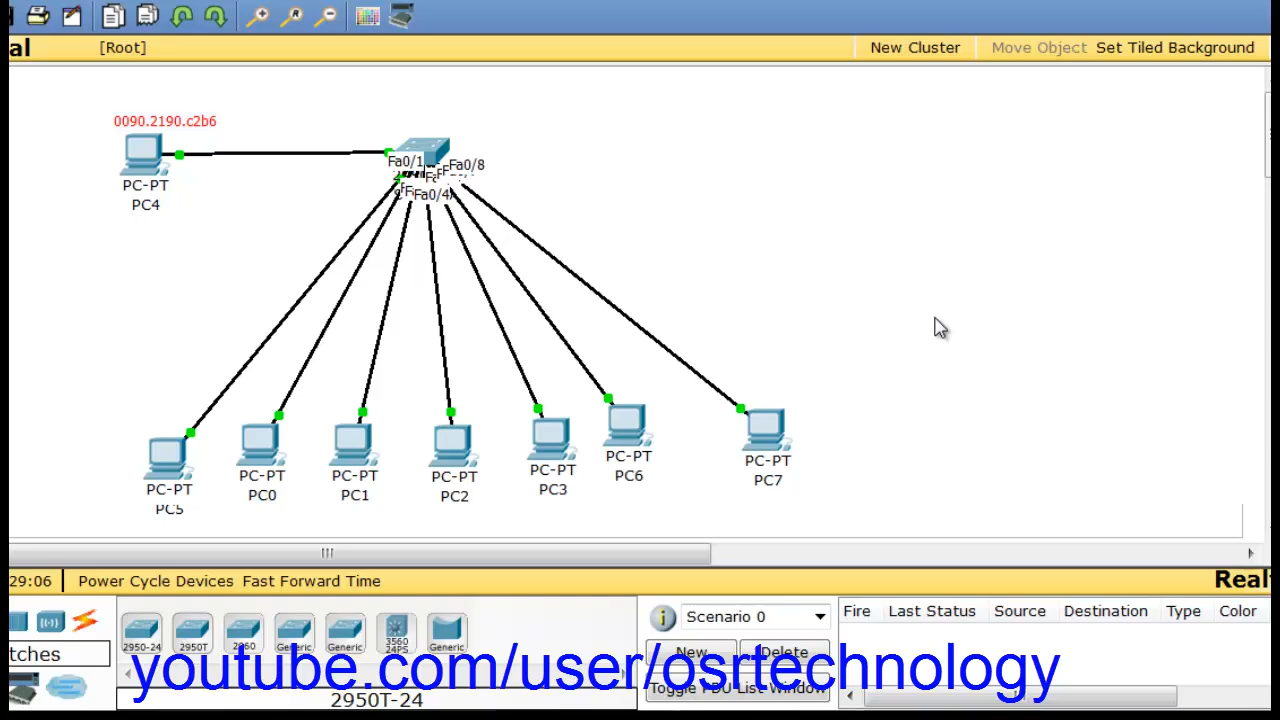 al [Root] New Cluster Move Object Set Tiled Background
0090.2190.c2b6
PC-PT
PC4
Fa0/1
Fa0/8
Fa0/4
PC-PT
PC5
PC-PT
PC0
PC-PT
PC1
PC-PT
PC2
PC-PT
PC3
PC-PT
PC6
PC-PT
PC7
29:06 Power Cycle Devices Fast Forward Time Realt
Scenario 0
Fire Last Status Source Destination Type Color
2950-24 2950T 2960 Generic Generic 3560 24PS Generic
tches
New Delete
youtube.com/user/osrtechnology
Toggle PDU List Window
2950T-24